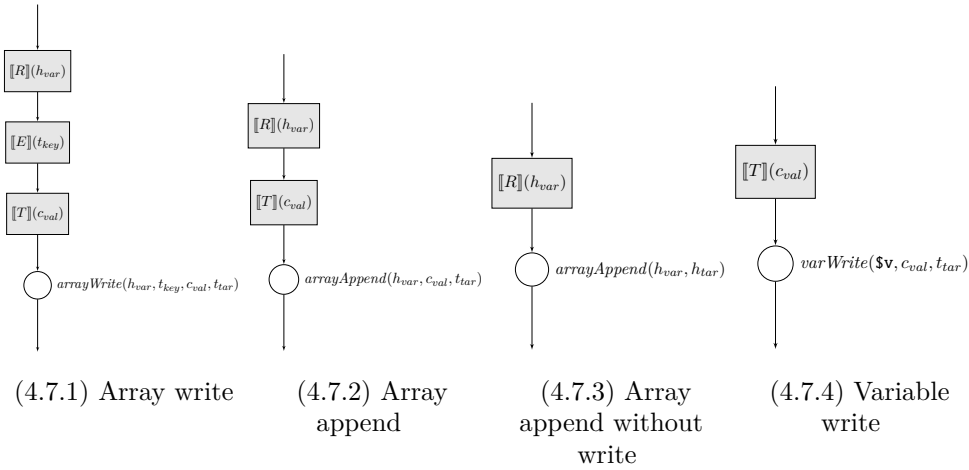 ⟦R⟧(h_var)
⟦E⟧(t_key)
⟦T⟧(c_val)
arrayWrite(h_var, t_key, c_val, t_tar)
(4.7.1) Array write
⟦R⟧(h_var)
⟦T⟧(c_val)
arrayAppend(h_var, c_val, t_tar)
(4.7.2) Array
append
⟦R⟧(h_var)
arrayAppend(h_var, h_tar)
(4.7.3) Array
append without
write
⟦T⟧(c_val)
varWrite($v, c_val, t_tar)
(4.7.4) Variable
write